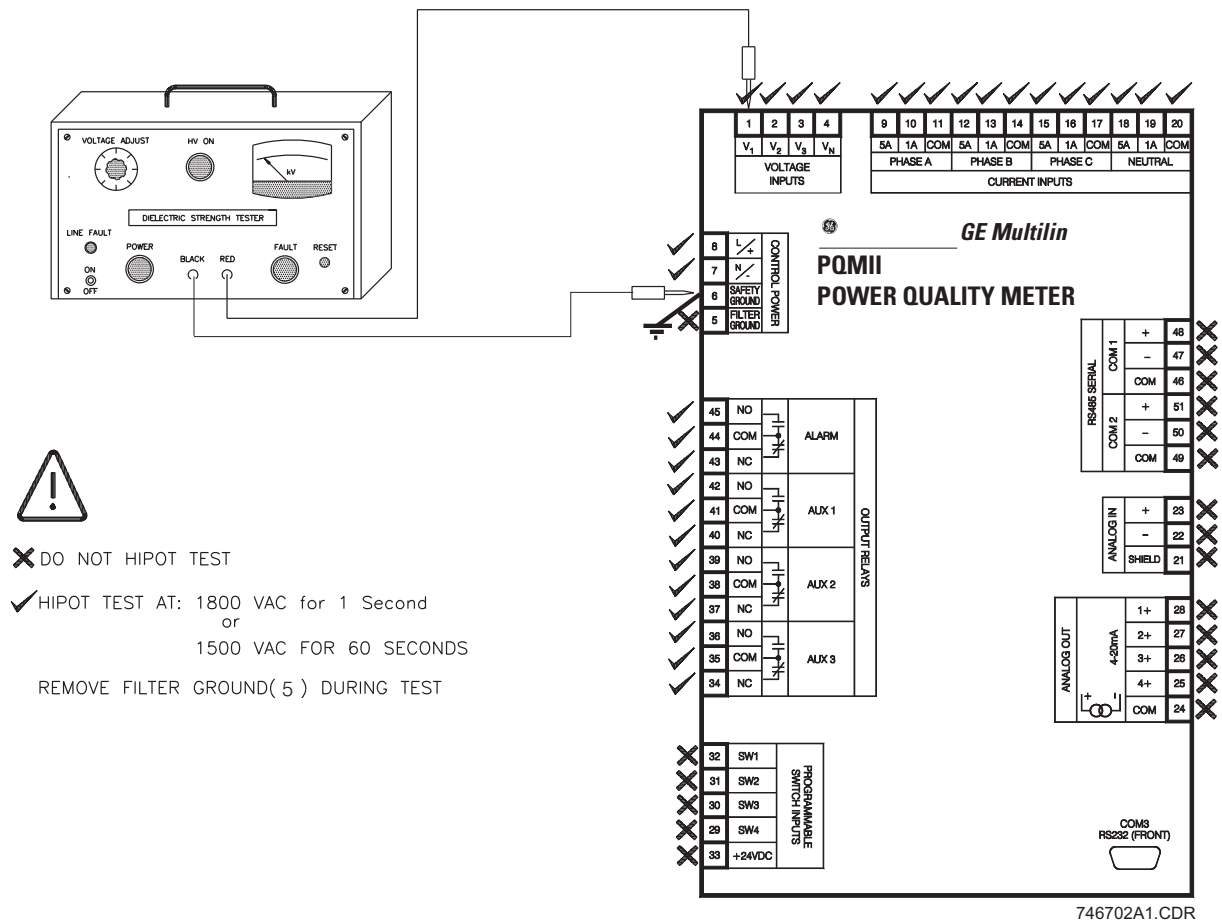 VOLTAGE ADJUST
HV ON
kV
DIELECTRIC STRENGTH TESTER
LINE FAULT
POWER
BLACK
RED
FAULT
RESET
ON
OFF
1 2 3 4
V1 V2 V3 VN
VOLTAGE
INPUTS
9 10 11 12 13 14 15 16 17 18 19 20
5A 1A COM 5A 1A COM 5A 1A COM 5A 1A COM
PHASE A PHASE B PHASE C NEUTRAL
CURRENT INPUTS
GE Multilin
PQMII
POWER QUALITY METER
8 L/+
7 N/-
6 SAFETY
GROUND
5 FILTER
GROUND
CONTROL POWER
45 NO
44 COM
43 NC
ALARM
42 NO
41 COM
40 NC
AUX 1
39 NO
38 COM
37 NC
AUX 2
36 NO
35 COM
34 NC
AUX 3
OUTPUT RELAYS
32 SW1
31 SW2
30 SW3
29 SW4
33 +24VDC
PROGRAMMABLE
SWITCH INPUTS
RS485 SERIAL
COM 1
+ 48
- 47
COM 46
COM 2
+ 51
- 50
COM 49
ANALOG IN
+ 23
- 22
SHIELD 21
ANALOG OUT
4-20mA
+ -
1+ 28
2+ 27
3+ 26
4+ 25
COM 24
COM3
RS232 (FRONT)
!
DO NOT HIPOT TEST
HIPOT TEST AT: 1800 VAC for 1 Second
or
1500 VAC FOR 60 SECONDS
REMOVE FILTER GROUND(5) DURING TEST
746702A1.CDR